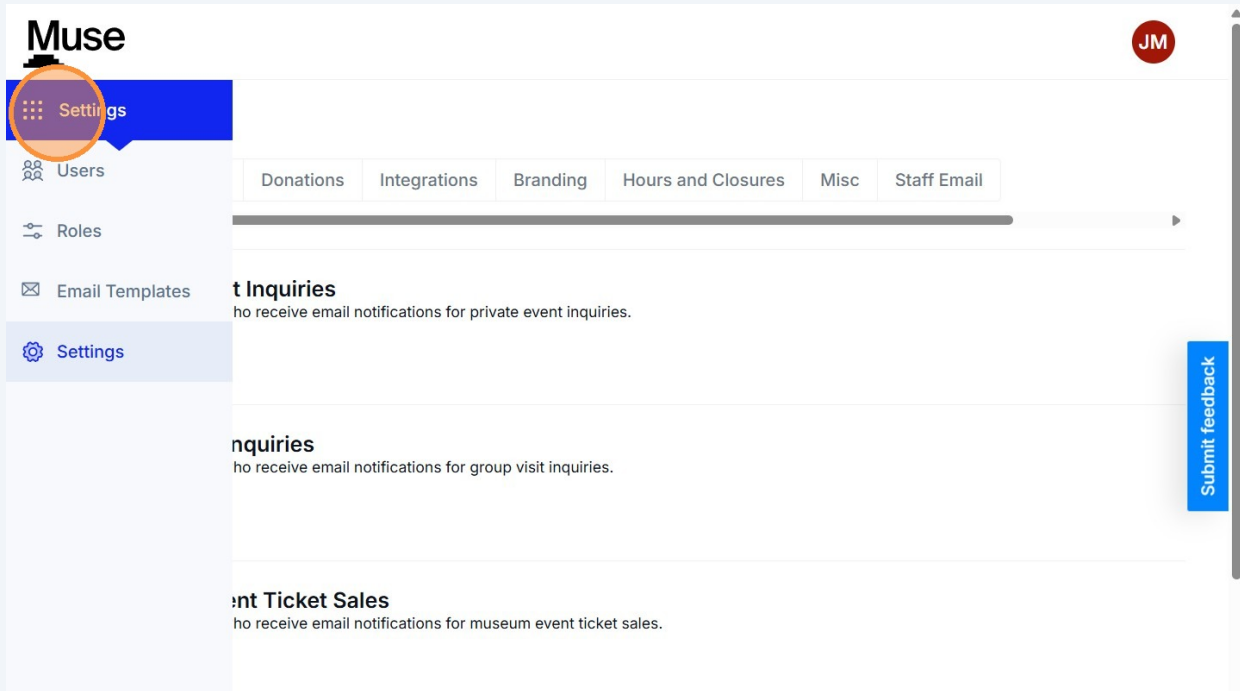 Muse
JM
Settings
Users
Roles
Email Templates
Settings
Donations
Integrations
Branding
Hours and Closures
Misc
Staff Email
t Inquiries
ho receive email notifications for private event inquiries.
nquiries
ho receive email notifications for group visit inquiries.
ent Ticket Sales
ho receive email notifications for museum event ticket sales.
Submit feedback